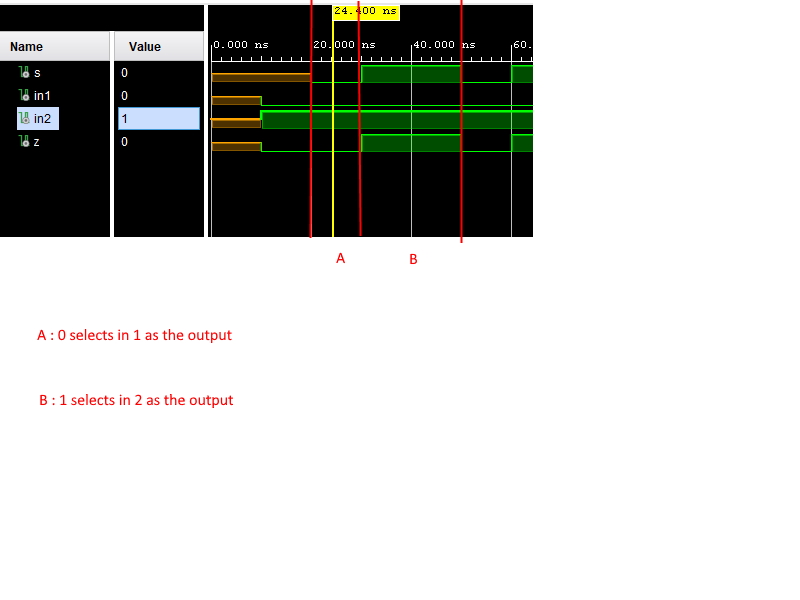 24.400 ns
Name Value
0.000 ns 20.000 ns 40.000 ns 60.
s 0
in1 0
in2 1
z 0
A B
A : 0 selects in 1 as the output
B : 1 selects in 2 as the output